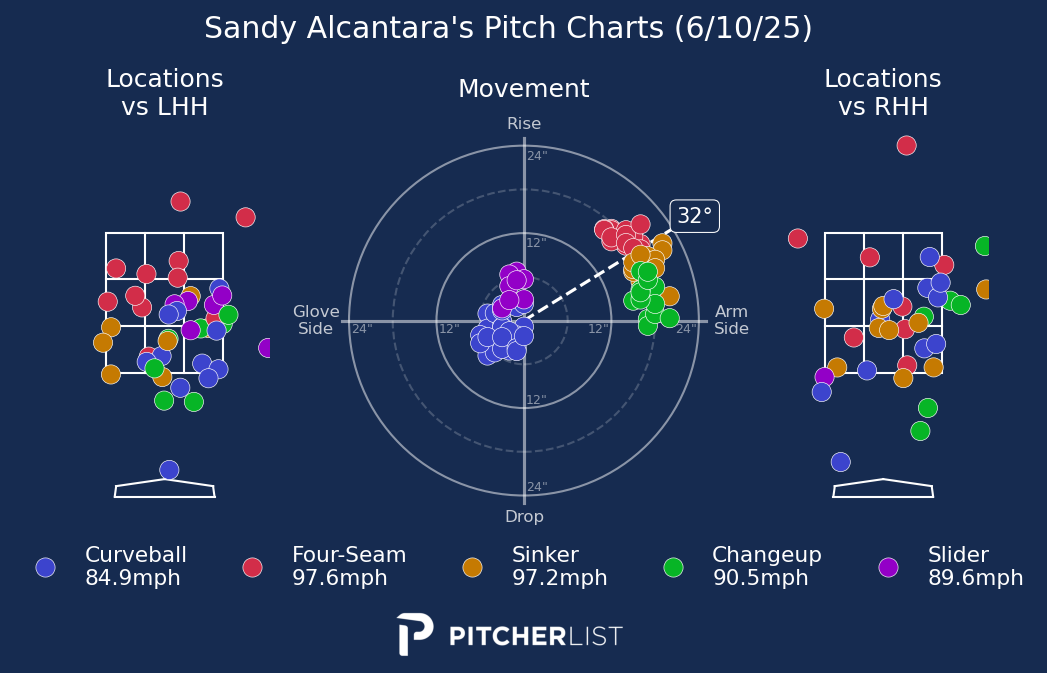 Sandy Alcantara's Pitch Charts (6/10/25)
Locations
vs LHH
Movement
Locations
vs RHH
Rise
24"
12"
32°
Glove
Side
24"
12"
12"
24"
Arm
Side
12"
24"
Drop
Curveball
84.9mph
Four-Seam
97.6mph
Sinker
97.2mph
Changeup
90.5mph
Slider
89.6mph
PITCHERLIST